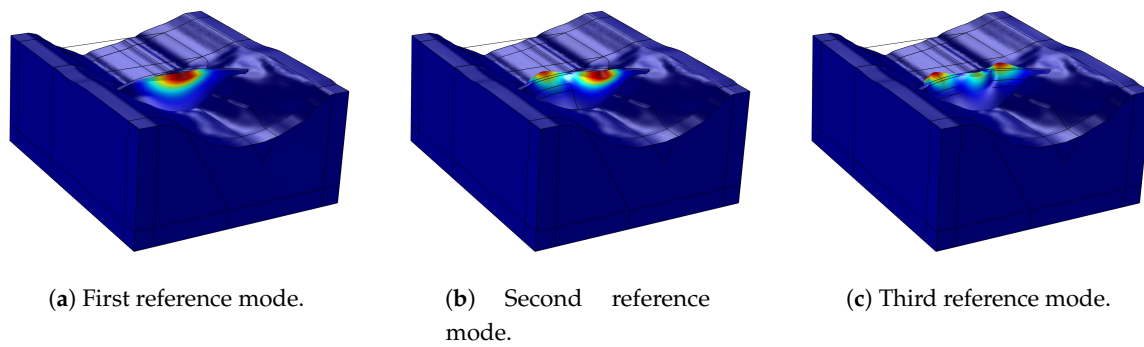 (a) First reference mode.
(b) Second reference
mode.
(c) Third reference mode.